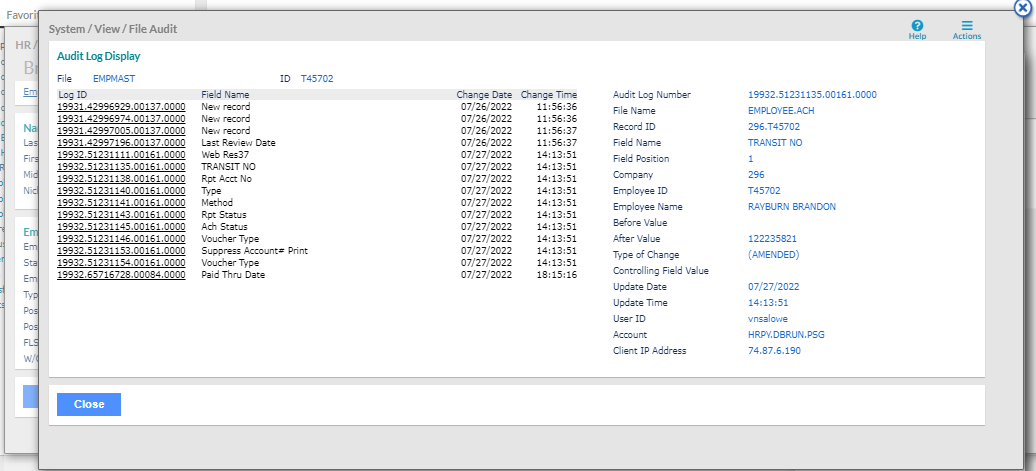 Favori
System / View / File Audit
Help
Actions
HR /
Audit Log Display
File EMPMAST ID T45702
Log ID Field Name Change Date Change Time
19931.42996929.00137.0000 New record 07/26/2022 11:56:36
19931.42996974.00137.0000 New record 07/26/2022 11:56:36
19931.42997005.00137.0000 New record 07/26/2022 11:56:37
19931.42997196.00137.0000 Last Review Date 07/26/2022 11:56:37
19932.51231111.00161.0000 Web Res37 07/27/2022 14:13:51
19932.51231135.00161.0000 TRANSIT NO 07/27/2022 14:13:51
19932.51231138.00161.0000 Rpt Acct No 07/27/2022 14:13:51
19932.51231140.00161.0000 Type 07/27/2022 14:13:51
19932.51231141.00161.0000 Method 07/27/2022 14:13:51
19932.51231143.00161.0000 Rpt Status 07/27/2022 14:13:51
19932.51231145.00161.0000 Ach Status 07/27/2022 14:13:51
19932.51231146.00161.0000 Voucher Type 07/27/2022 14:13:51
19932.51231153.00161.0000 Suppress Account# Print 07/27/2022 14:13:51
19932.51231154.00161.0000 Voucher Type 07/27/2022 14:13:51
19932.65716728.00084.0000 Paid Thru Date 07/27/2022 18:15:16
Audit Log Number 19932.51231135.00161.0000
File Name EMPLOYEE.ACH
Record ID 296.T45702
Field Name TRANSIT NO
Field Position 1
Company 296
Employee ID T45702
Employee Name RAYBURN BRANDON
Before Value
After Value 122235821
Type of Change (AMENDED)
Controlling Field Value
Update Date 07/27/2022
Update Time 14:13:51
User ID vnsalowe
Account HRPY.DBRUN.PSG
Client IP Address 74.87.6.190
Close
Br
Em
Na
Las
Firs
Mid
Nic
Em
Em
Sta
Em
Typ
Pos
Pos
FLS
W/C